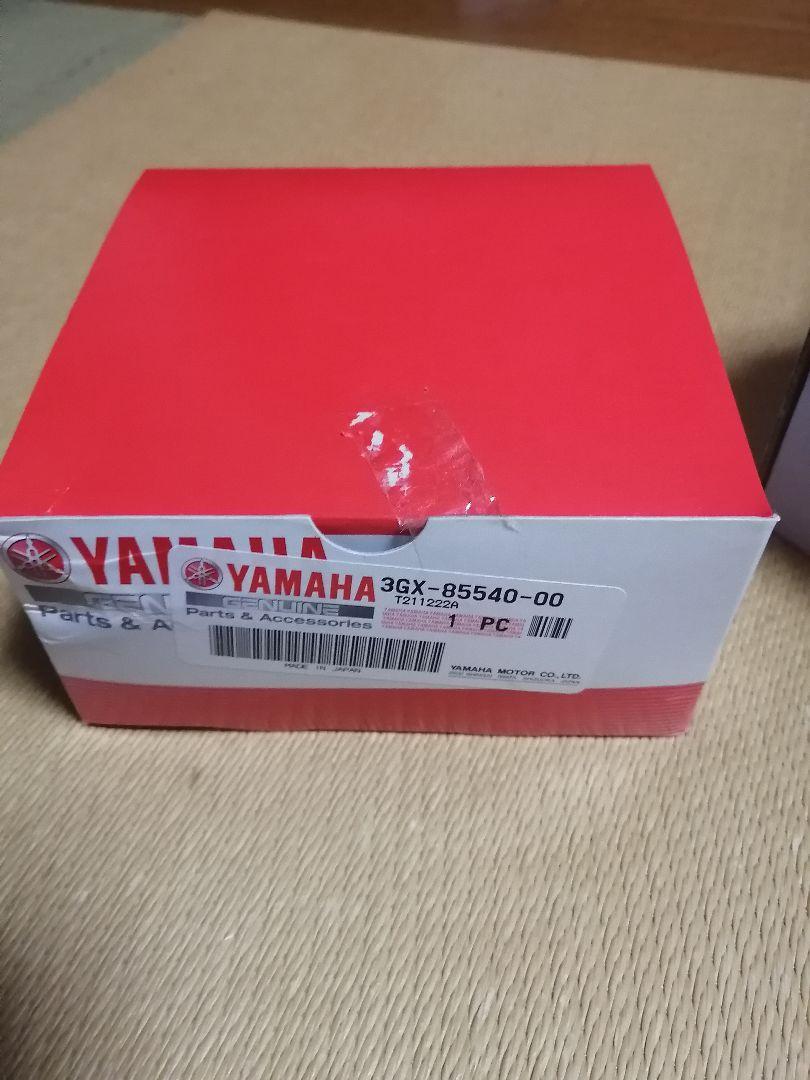 YAMAHA
GENUINE
Parts & A
YAMAHA
GENUINE
Parts & Accessories
3GX-85540-00
T211222A
1 PC
MADE IN JAPAN
YAMAHA MOTOR CO., LTD.